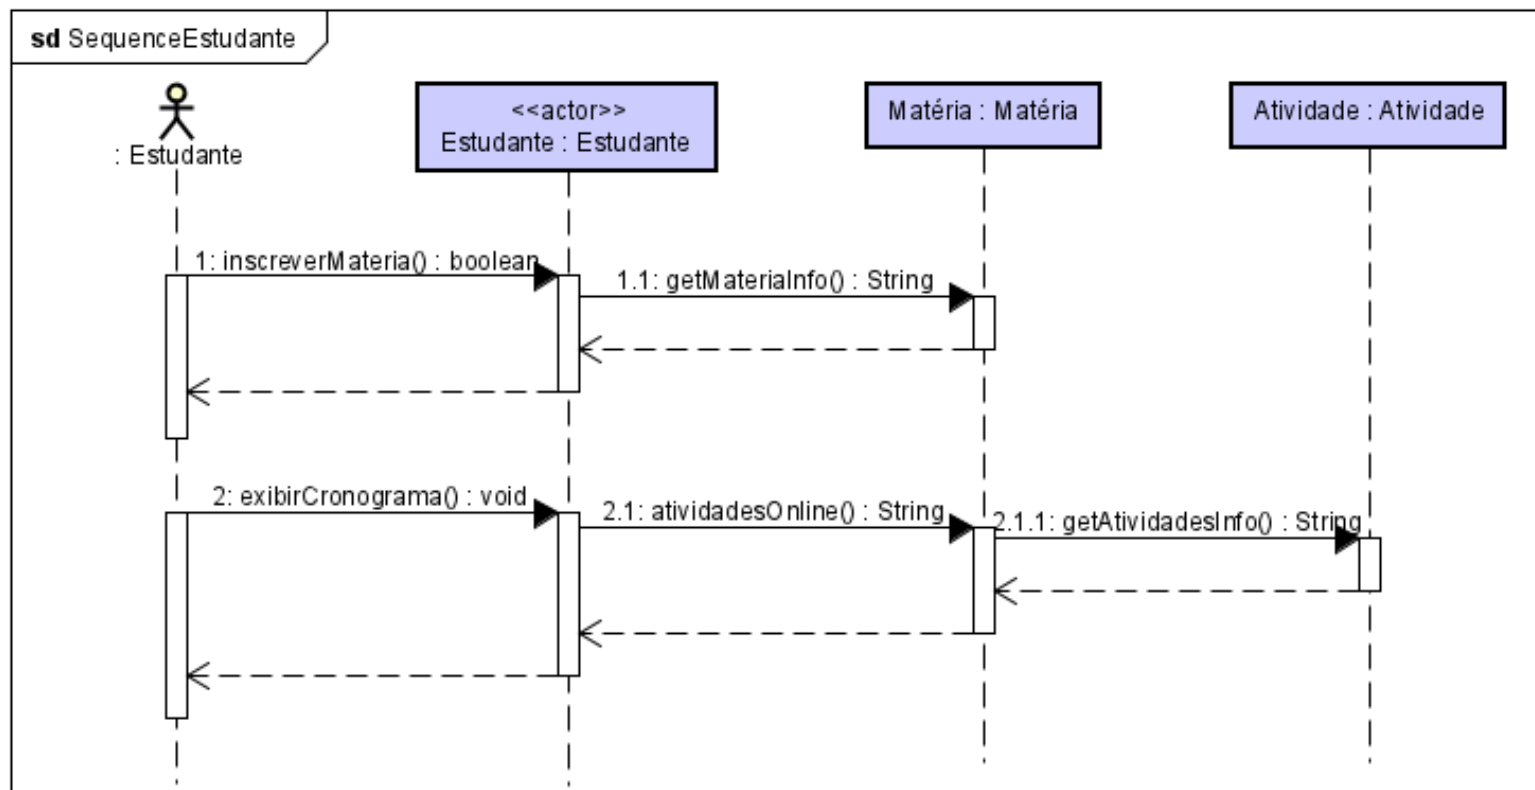 sd SequenceEstudante
: Estudante
<<actor>>
Estudante : Estudante
Matéria : Matéria
Atividade : Atividade
1: inscreverMateria() : boolean
1.1: getMateriaInfo() : String
2: exibirCronograma() : void
2.1: atividadesOnline() : String
2.1.1: getAtividadesInfo() : String